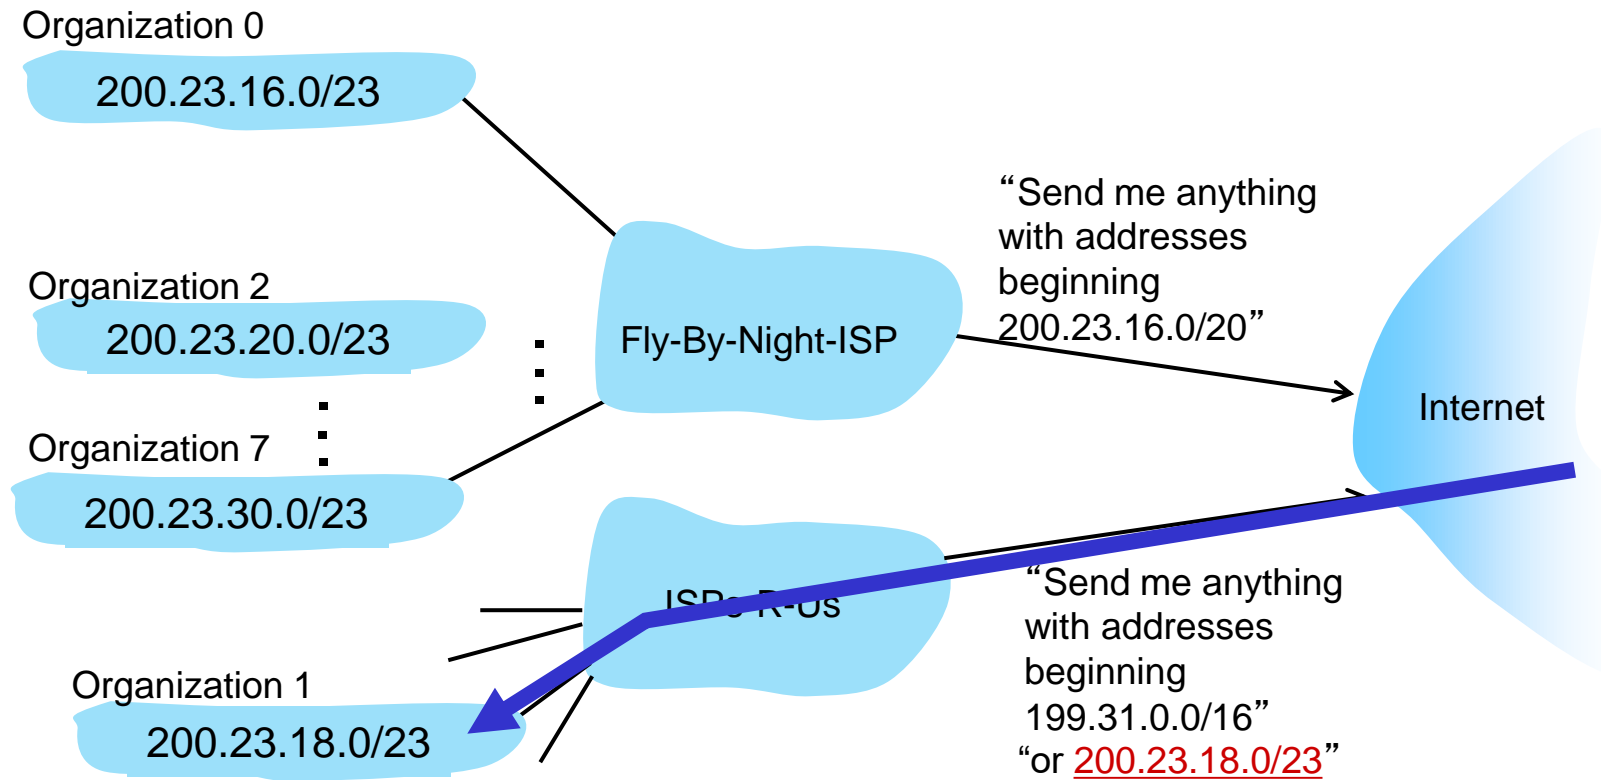 Organization 0
200.23.16.0/23
Organization 2
200.23.20.0/23
Organization 7
200.23.30.0/23
Fly-By-Night-ISP
“Send me anything
with addresses
beginning
200.23.16.0/20”
Internet
ISPs-R-Us
Organization 1
200.23.18.0/23
“Send me anything
with addresses
beginning
199.31.0.0/16”
“or 200.23.18.0/23”